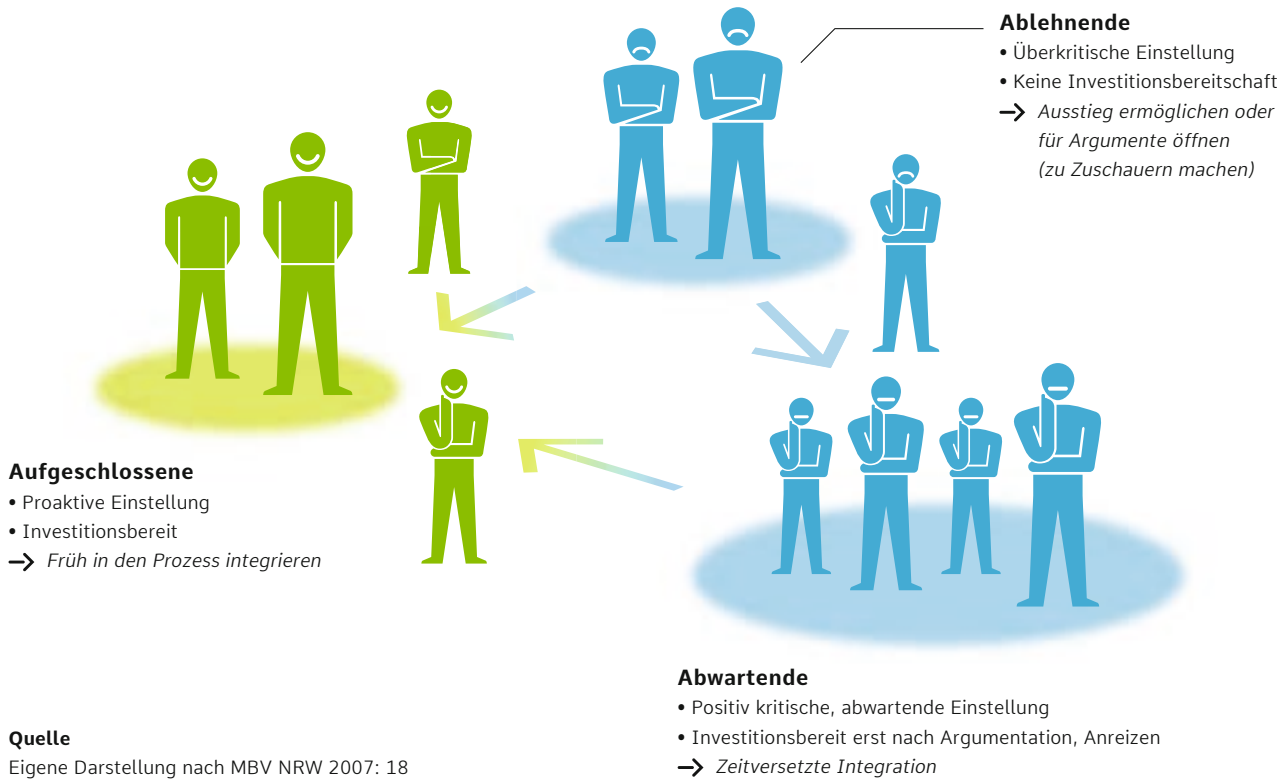 Ablehnende
• Überkritische Einstellung
• Keine Investitionsbereitschaft
→ Ausstieg ermöglichen oder
für Argumente öffnen
(zu Zuschauern machen)
Aufgeschlossene
• Proaktive Einstellung
• Investitionsbereit
→ Früh in den Prozess integrieren
Abwartende
• Positiv kritische, abwartende Einstellung
• Investitionsbereit erst nach Argumentation, Anreizen
→ Zeitversetzte Integration
Quelle
Eigene Darstellung nach MBV NRW 2007: 18